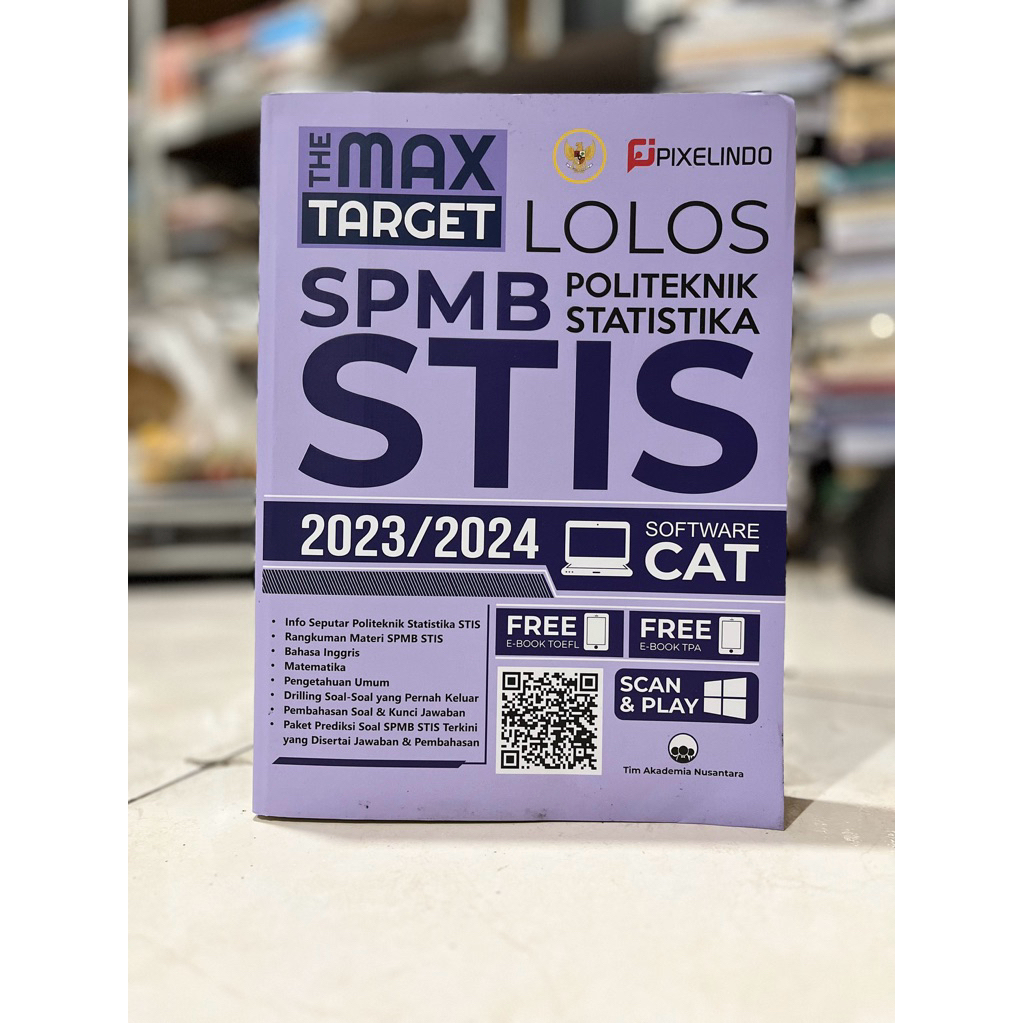 THE MAX
TARGET
PIXELINDO
LOLOS
SPMB
POLITEKNIK
STATISTIKA
STIS
2023/2024
SOFTWARE
CAT
• Info Seputar Politeknik Statistika STIS
• Rangkuman Materi SPMB STIS
• Bahasa Inggris
• Matematika
• Pengetahuan Umum
• Drilling Soal-Soal yang Pernah Keluar
• Pembahasan Soal & Kunci Jawaban
• Paket Prediksi Soal SPMB STIS Terkini
yang Disertai Jawaban & Pembahasan
FREE
E-BOOK TOEFL
FREE
E-BOOK TPA
SCAN
& PLAY
Tim Akademia Nusantara